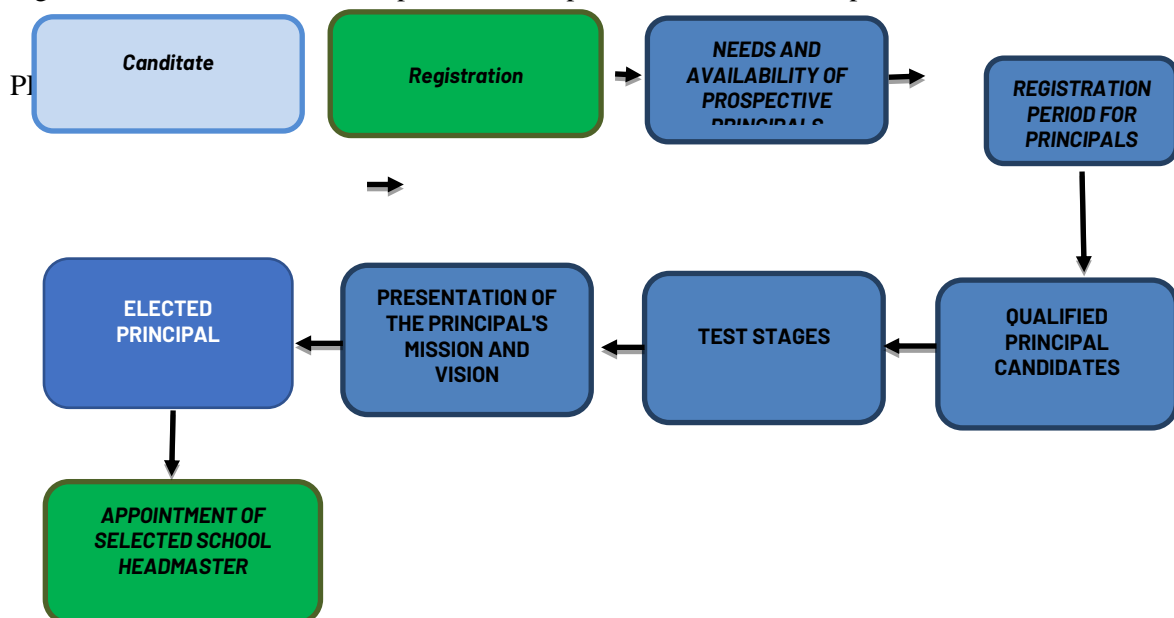 Canditate
Registration
NEEDS AND
AVAILABILITY OF
PROSPECTIVE
PRINCIPALS
REGISTRATION
PERIOD FOR
PRINCIPALS
ELECTED
PRINCIPAL
PRESENTATION OF
THE PRINCIPAL'S
MISSION AND
VISION
TEST STAGES
QUALIFIED
PRINCIPAL
CANDIDATES
APPOINTMENT OF
SELECTED SCHOOL
HEADMASTER